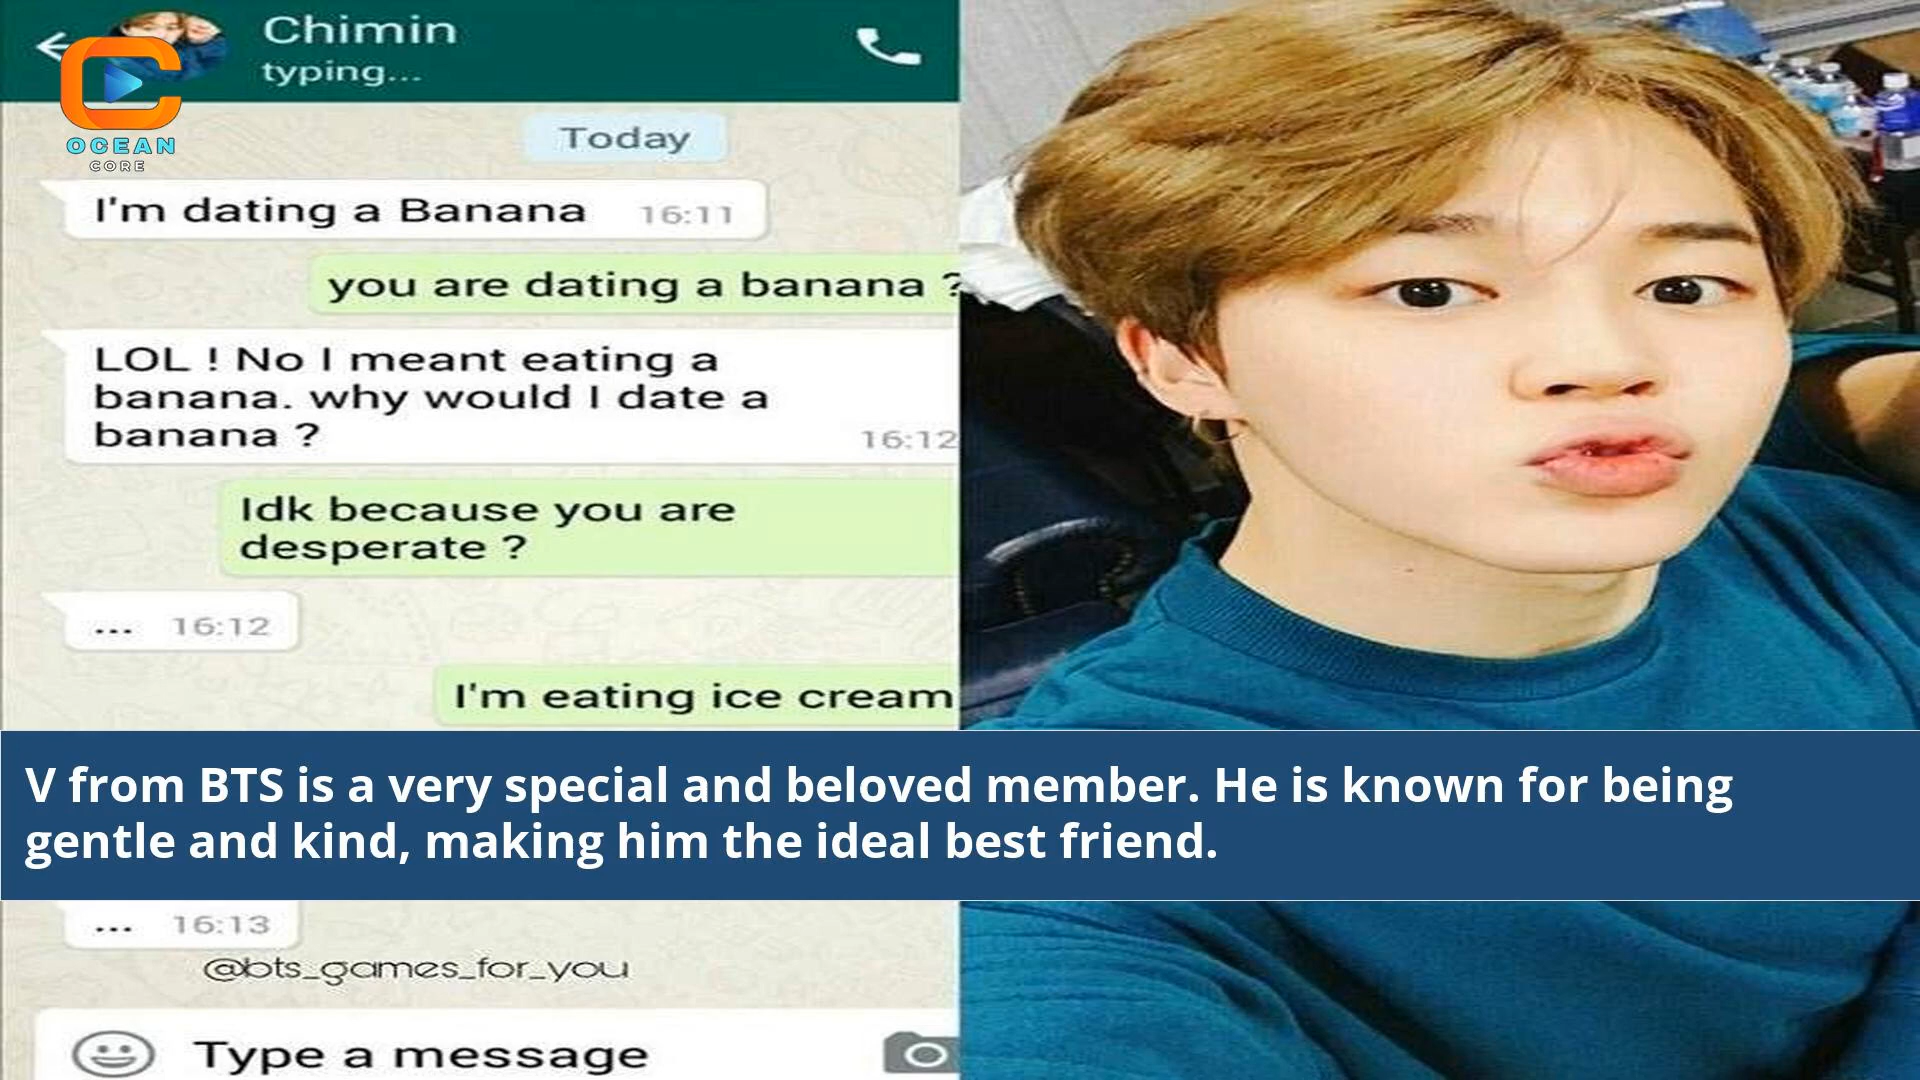 Chimin
typing...
OCEAN
CORE
Today
I'm dating a Banana 16:11
you are dating a banana ?
LOL ! No I meant eating a
banana. why would I date a
banana ? 16:12
Idk because you are
desperate ?
... 16:12
I'm eating ice cream
V from BTS is a very special and beloved member. He is known for being
gentle and kind, making him the ideal best friend.
... 16:13
@bts_games_for_you
Type a message